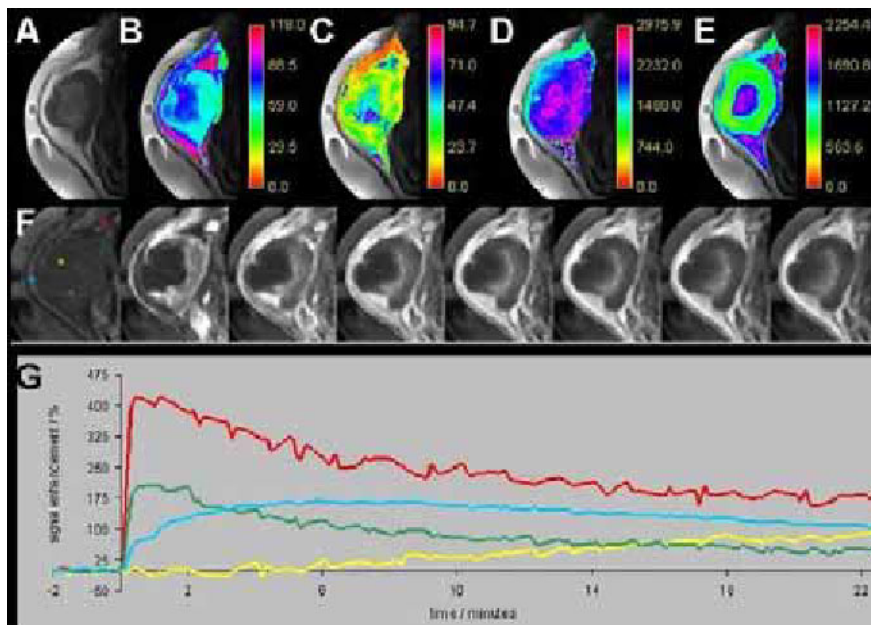 A B C D E
118.0 94.7 2975.9 2254.4
88.5 71.0 2232.0 1690.8
59.0 47.4 1488.0 1127.2
29.5 23.7 744.0 563.6
0.0 0.0 0.0 0.0
F
G
475
400
325
250
175
100
25
-50
signal enhancement / %
-2 2 6 10 14 18 22
time / minutes